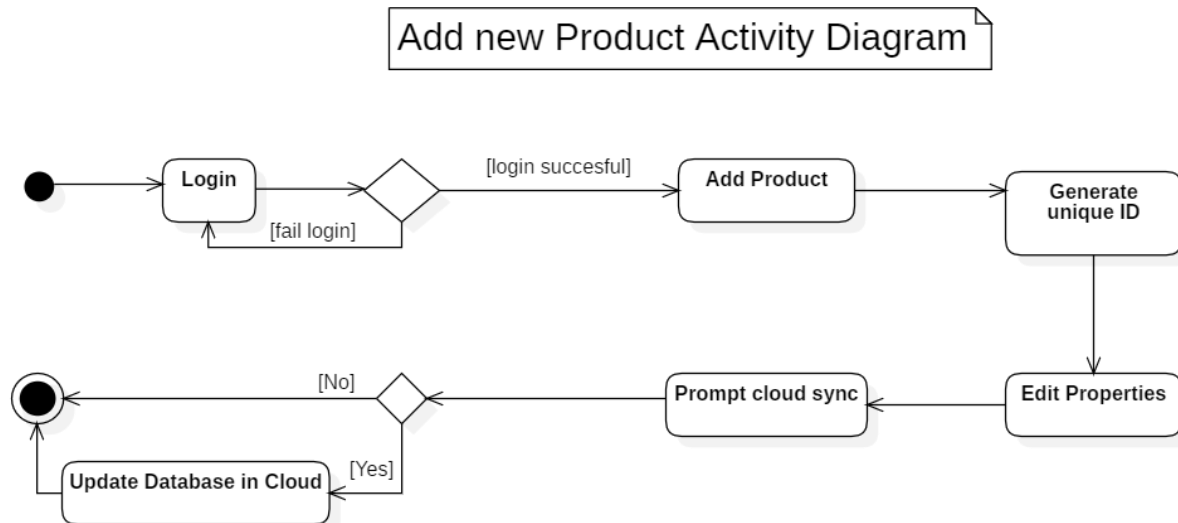 Add new Product Activity Diagram
Login
[login succesful]
Add Product
Generate
unique ID
[fail login]
[No]
Prompt cloud sync
Edit Properties
[Yes]
Update Database in Cloud